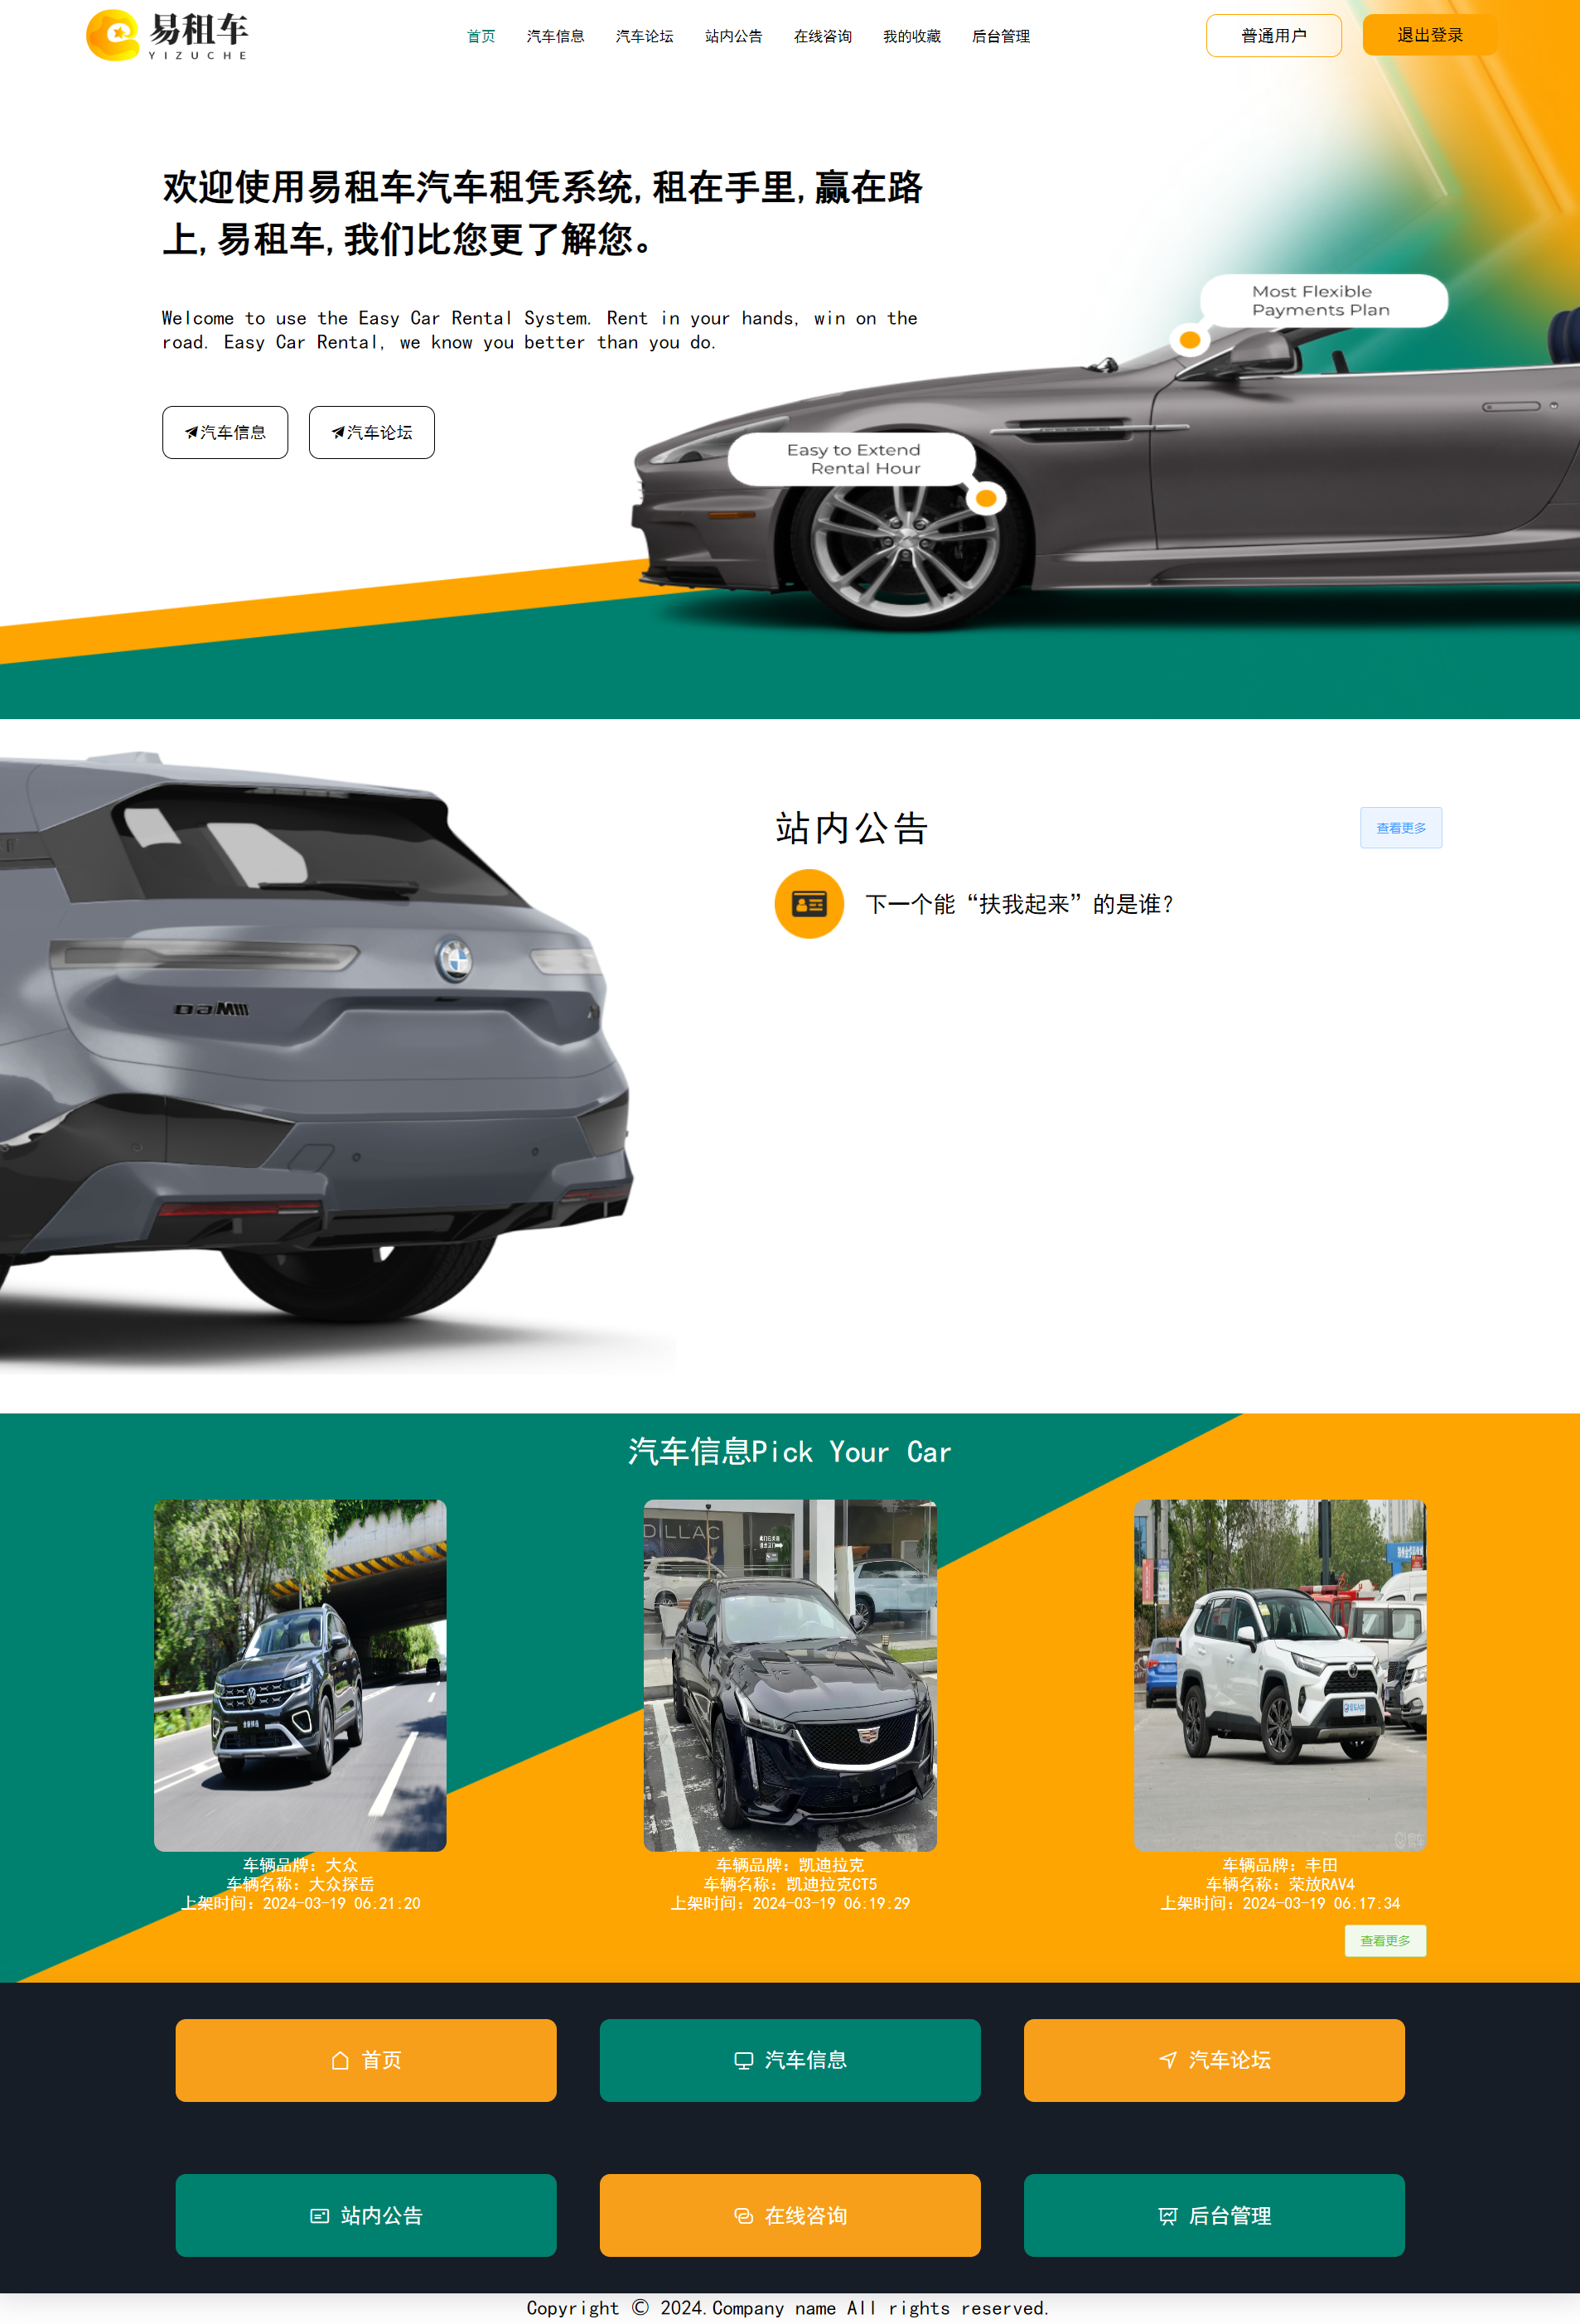 易租车
YIZUCHE
首页 汽车信息 汽车论坛 站内公告 在线咨询 我的收藏 后台管理
普通用户 退出登录
欢迎使用易租车汽车租凭系统,租在手里,赢在路
上,易租车,我们比您更了解您。
Welcome to use the Easy Car Rental System. Rent in your hands, win on the
road. Easy Car Rental, we know you better than you do.
汽车信息 汽车论坛
Most Flexible
Payments Plan
Easy to Extend
Rental Hour
站内公告
查看更多
下一个能“扶我起来”的是谁?
汽车信息Pick Your Car
DILLAC
车辆品牌：大众
车辆名称：大众探岳
上架时间：2024-03-19 06:21:20
车辆品牌：凯迪拉克
车辆名称：凯迪拉克CT5
上架时间：2024-03-19 06:19:29
车辆品牌：丰田
车辆名称：荣放RAV4
上架时间：2024-03-19 06:17:34
查看更多
首页 汽车信息 汽车论坛
站内公告 在线咨询 后台管理
Copyright © 2024.Company name All rights reserved.